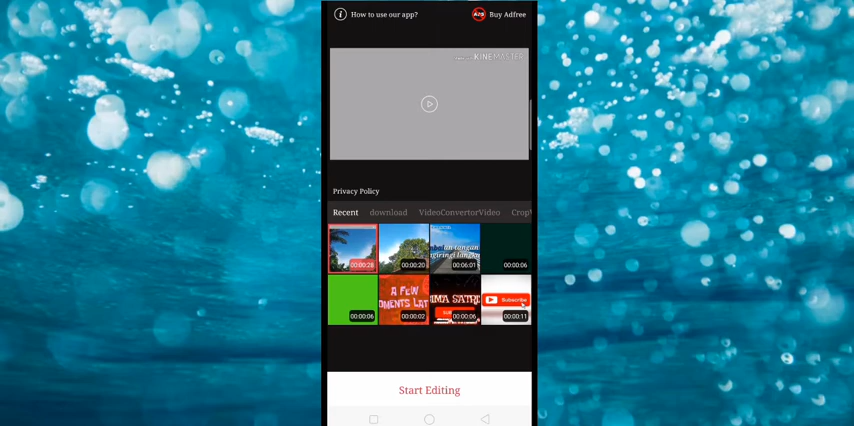 How to use our app?
Buy Adfree
KINEMASTER
Privacy Policy
Recent
download
VideoConvertorVideo
Crop
00:00:28
00:00:20
00:06:01
00:00:06
00:00:06
A FEW
00:00:02
00:00:06
Subscribe
00:00:11
Start Editing